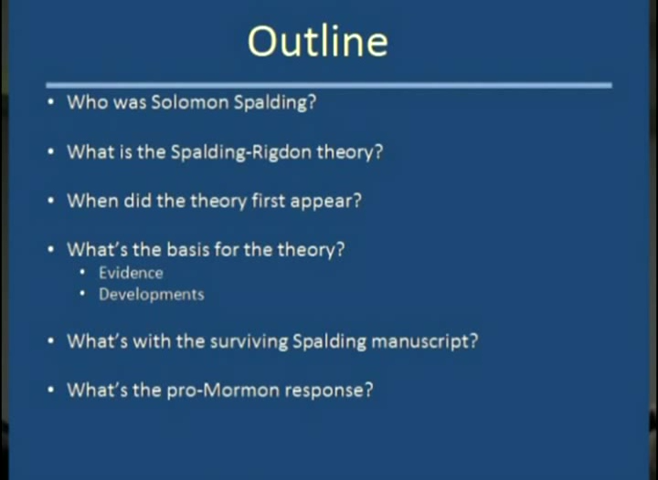 Outline
• Who was Solomon Spalding?
• What is the Spalding-Rigdon theory?
• When did the theory first appear?
• What's the basis for the theory?
• Evidence
• Developments
• What's with the surviving Spalding manuscript?
• What's the pro-Mormon response?